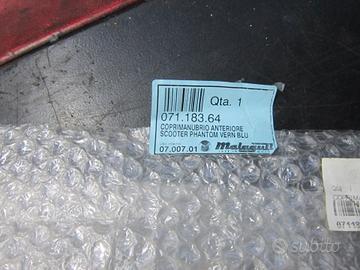 Qta. 1
071.183.64
COPRIMANUBRIO ANTERIORE
SCOOTER PHANTOM VERN BLU
07.007.01 Malaguti
subito